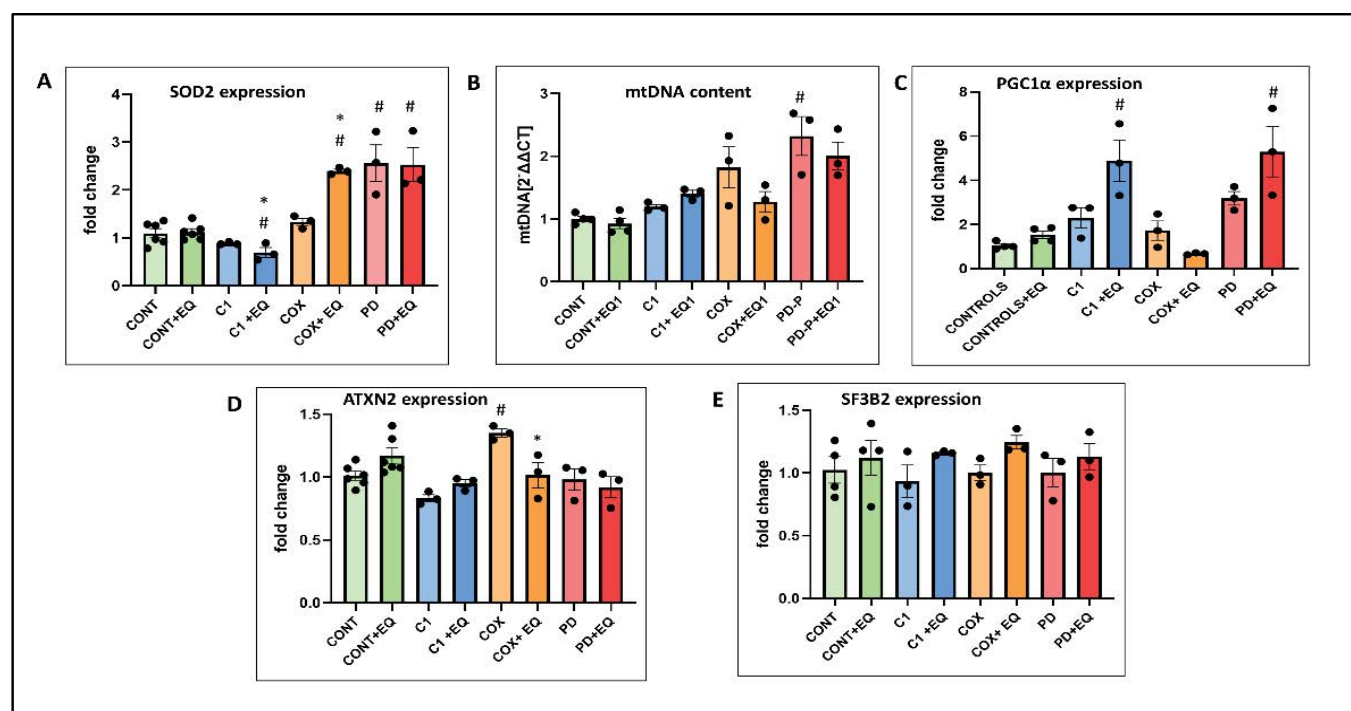 A
SOD2 expression
fold change
4
3
2
1
0
*
#
*
#
#
#
CONT
CONT+EQ
C1
C1 +EQ
COX
COX+ EQ
PD
PD+EQ
B
mtDNA content
mtDNA[2^-ΔΔCT]
3
2
1
0
#
CONT
CONT+EQ1
C1
C1+ EQ1
COX
COX+EQ1
PD-P
PD-P+EQ1
C
PGC1α expression
fold change
8
6
4
2
0
#
#
CONTROLS
CONTROLS+EQ
C1
C1 +EQ
COX
COX+ EQ
PD
PD+EQ
D
ATXN2 expression
fold change
1.5
1.0
0.5
0.0
#
*
CONT
CONT+EQ
C1
C1 +EQ
COX
COX+ EQ
PD
PD+EQ
E
SF3B2 expression
fold change
1.5
1.0
0.5
0.0
CONT
CONT+EQ
C1
C1 +EQ
COX
COX+ EQ
PD
PD+EQ